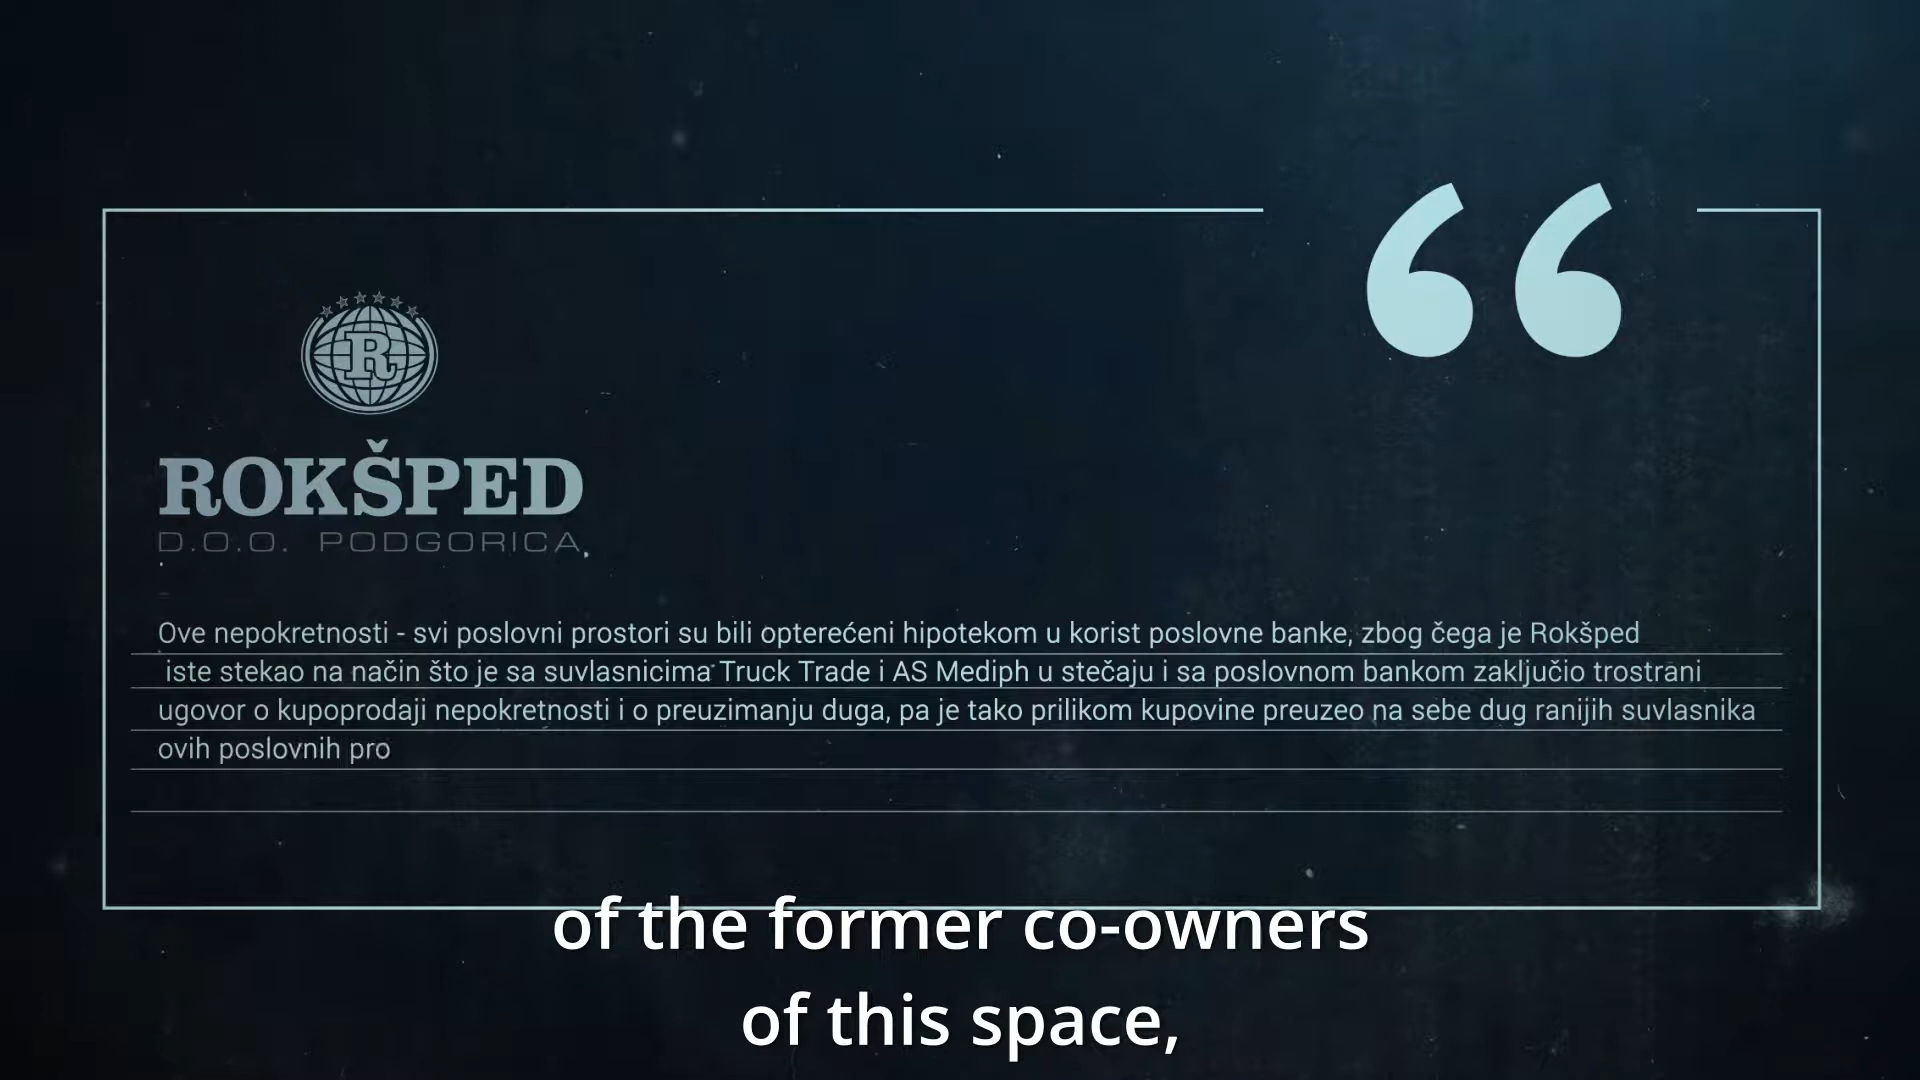 R
ROKŠPED
D.O.O. PODGORICA
Ove nepokretnosti - svi poslovni prostori su bili opterećeni hipotekom u korist poslovne banke, zbog čega je Rokšped
iste stekao na način što je sa suvlasnicima Truck Trade i AS Mediph u stečaju i sa poslovnom bankom zaključio trostrani
ugovor o kupoprodaji nepokretnosti i o preuzimanju duga, pa je tako prilikom kupovine preuzeo na sebe dug ranijih suvlasnika
ovih poslovnih pro
of the former co-owners
of this space,